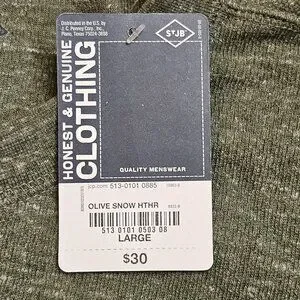 Distributed in the U.S. by
J. C. Penney Corp., Inc.
Plano, Texas 75024-3698
StJB
HONEST & GENUINE
CLOTHING
QUALITY MENSWEAR
jcp.com: 513-0101 0885
OLIVE SNOW HTHR
513 0101 0503 08
LARGE
$30